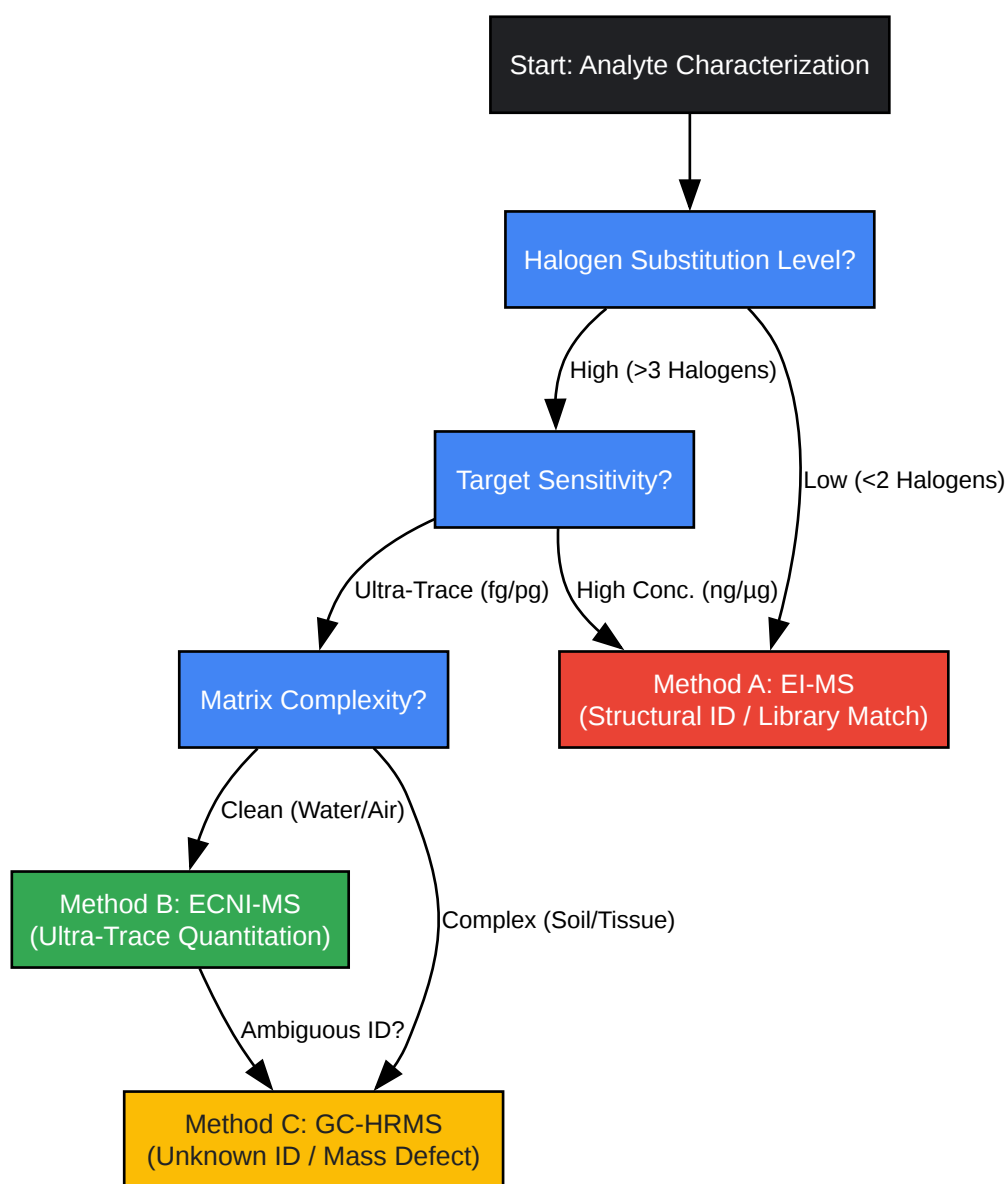 Start: Analyte Characterization
Halogen Substitution Level?
High (>3 Halogens)
Target Sensitivity?
Low (<2 Halogens)
Ultra-Trace (fg/pg)
High Conc. (ng/µg)
Matrix Complexity?
Method A: EI-MS
(Structural ID / Library Match)
Clean (Water/Air)
Method B: ECNI-MS
(Ultra-Trace Quantitation)
Complex (Soil/Tissue)
Ambiguous ID?
Method C: GC-HRMS
(Unknown ID / Mass Defect)